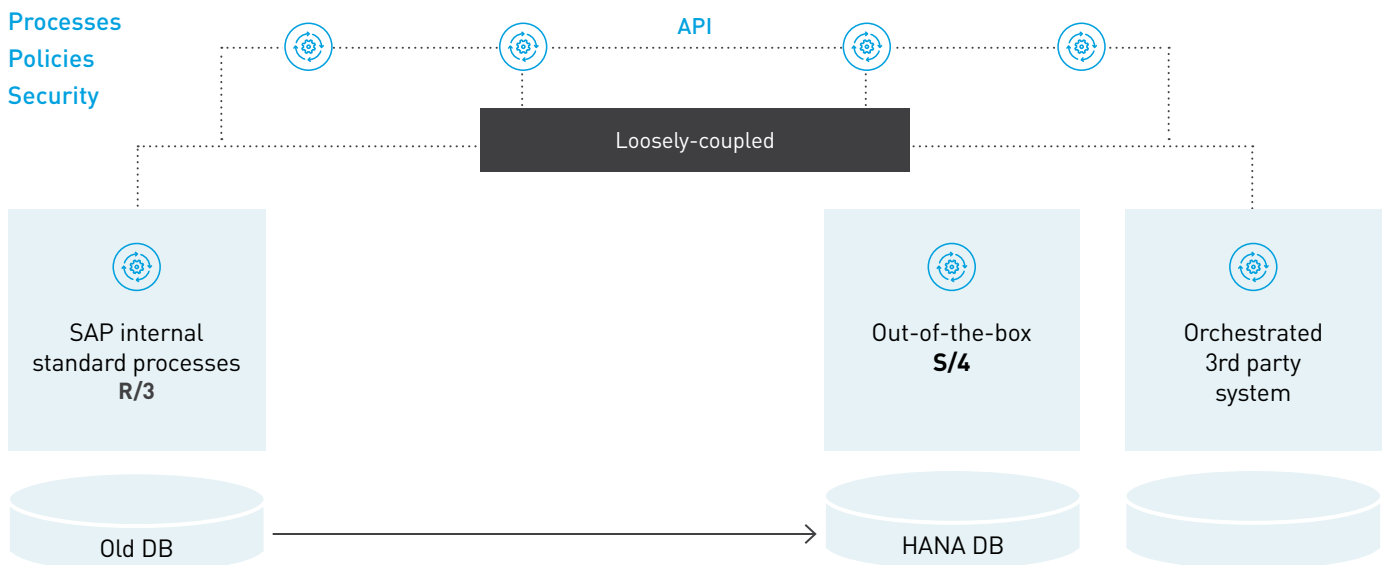 Processes
Policies
Security
API
Loosely-coupled
SAP internal
standard processes
R/3
Out-of-the-box
S/4
Orchestrated
3rd party
system
Old DB
HANA DB